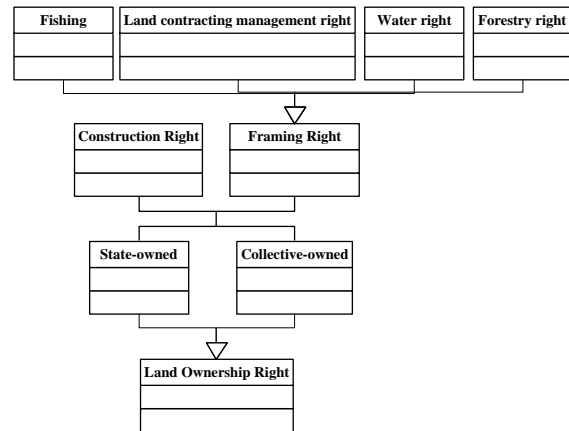 Fishing
Land contracting management right
Water right
Forestry right
Construction Right
Framing Right
State-owned
Collective-owned
Land Ownership Right